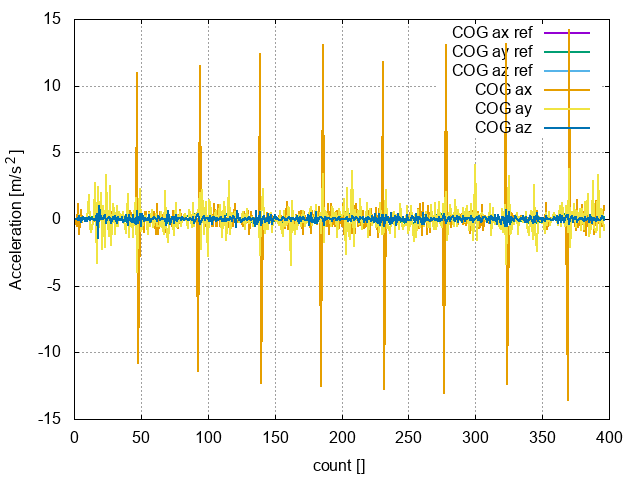 15
10
5
0
-5
-10
-15
0 50 100 150 200 250 300 350 400
Acceleration [m/s²]
count []
COG ax ref
COG ay ref
COG az ref
COG ax
COG ay
COG az